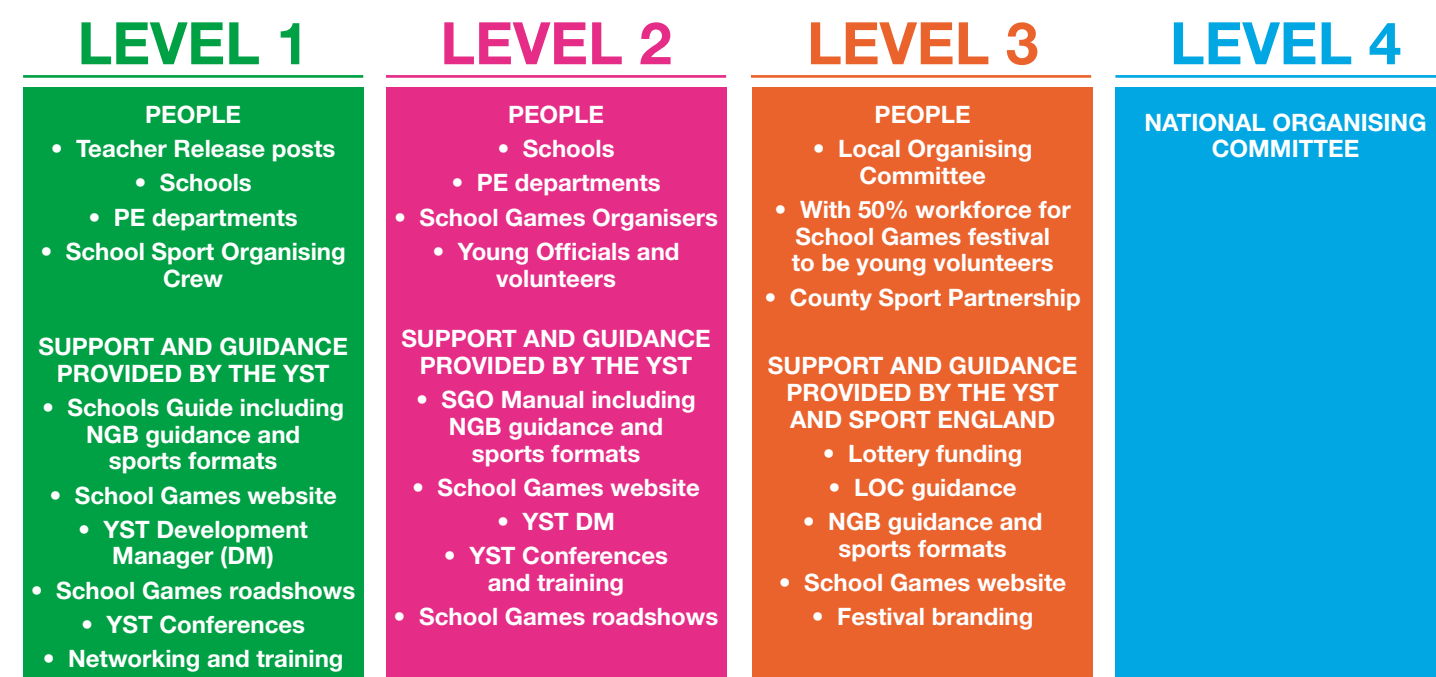 LEVEL 1
PEOPLE
• Teacher Release posts
• Schools
• PE departments
• School Sport Organising
Crew
SUPPORT AND GUIDANCE
PROVIDED BY THE YST
• Schools Guide including
NGB guidance and
sports formats
• School Games website
• YST Development
Manager (DM)
• School Games roadshows
• YST Conferences
• Networking and training
LEVEL 2
PEOPLE
• Schools
• PE departments
• School Games Organisers
• Young Officials and
volunteers
SUPPORT AND GUIDANCE
PROVIDED BY THE YST
• SGO Manual including
NGB guidance and
sports formats
• School Games website
• YST DM
• YST Conferences
and training
• School Games roadshows
LEVEL 3
PEOPLE
• Local Organising
Committee
• With 50% workforce for
School Games festival
to be young volunteers
• County Sport Partnership
SUPPORT AND GUIDANCE
PROVIDED BY THE YST
AND SPORT ENGLAND
• Lottery funding
• LOC guidance
• NGB guidance and
sports formats
• School Games website
• Festival branding
LEVEL 4
NATIONAL ORGANISING
COMMITTEE